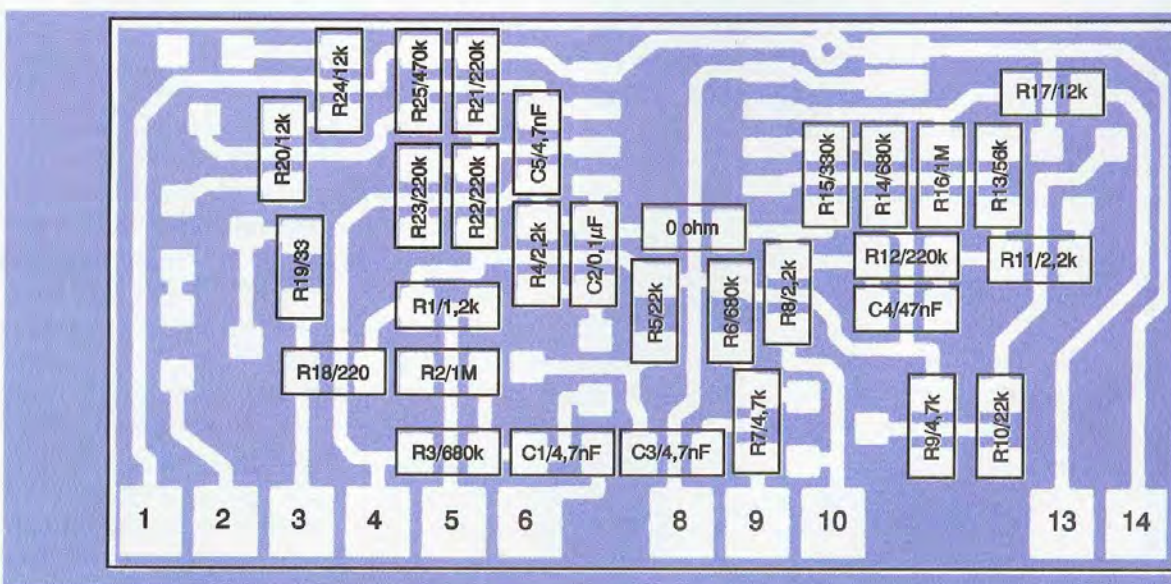 R24/12k
R25/470k
R21/220k
R17/12k
R20/12k
C5/4,7nF
R23/220k
R22/220k
R15/330k
R14/680k
R16/1M
R13/56k
R19/33
R4/2,2k
C2/0,1µF
0 ohm
R12/220k
R11/2,2k
R1/1,2k
R5/22k
R6/680k
R8/2,2k
C4/47nF
R18/220
R2/1M
R7/4,7k
R9/4,7k
R10/22k
R3/680k
C1/4,7nF
C3/4,7nF
1 2 3 4 5 6 8 9 10 13 14